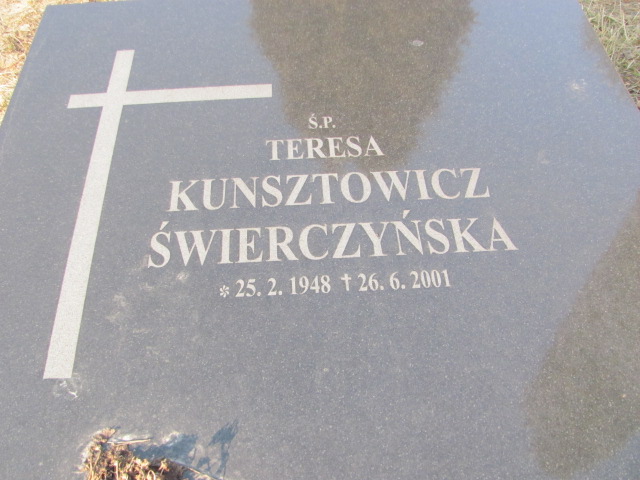 Ś.P.
TERESA
KUNSZTOWICZ
ŚWIERCZYŃSKA
* 25. 2. 1948 † 26. 6. 2001